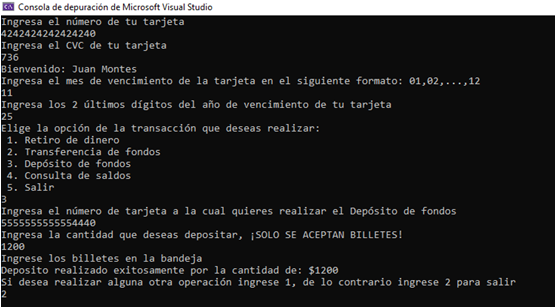 Consola de depuración de Microsoft Visual Studio
Ingresa el número de tu tarjeta
4242424242424240
Ingresa el CVC de tu tarjeta
736
Bienvenido: Juan Montes
Ingresa el mes de vencimiento de la tarjeta en el siguiente formato: 01,02,...,12
11
Ingresa los 2 últimos dígitos del año de vencimiento de tu tarjeta
25
Elige la opción de la transacción que deseas realizar:
1. Retiro de dinero
2. Transferencia de fondos
3. Depósito de fondos
4. Consulta de saldos
5. Salir
3
Ingresa el número de tarjeta a la cual quieres realizar el Depósito de fondos
5555555555554440
Ingresa la cantidad que deseas depositar, ¡SOLO SE ACEPTAN BILLETES!
1200
Ingrese los billetes en la bandeja
Deposito realizado exitosamente por la cantidad de: $1200
Si desea realizar alguna otra operación ingrese 1, de lo contrario ingrese 2 para salir
2